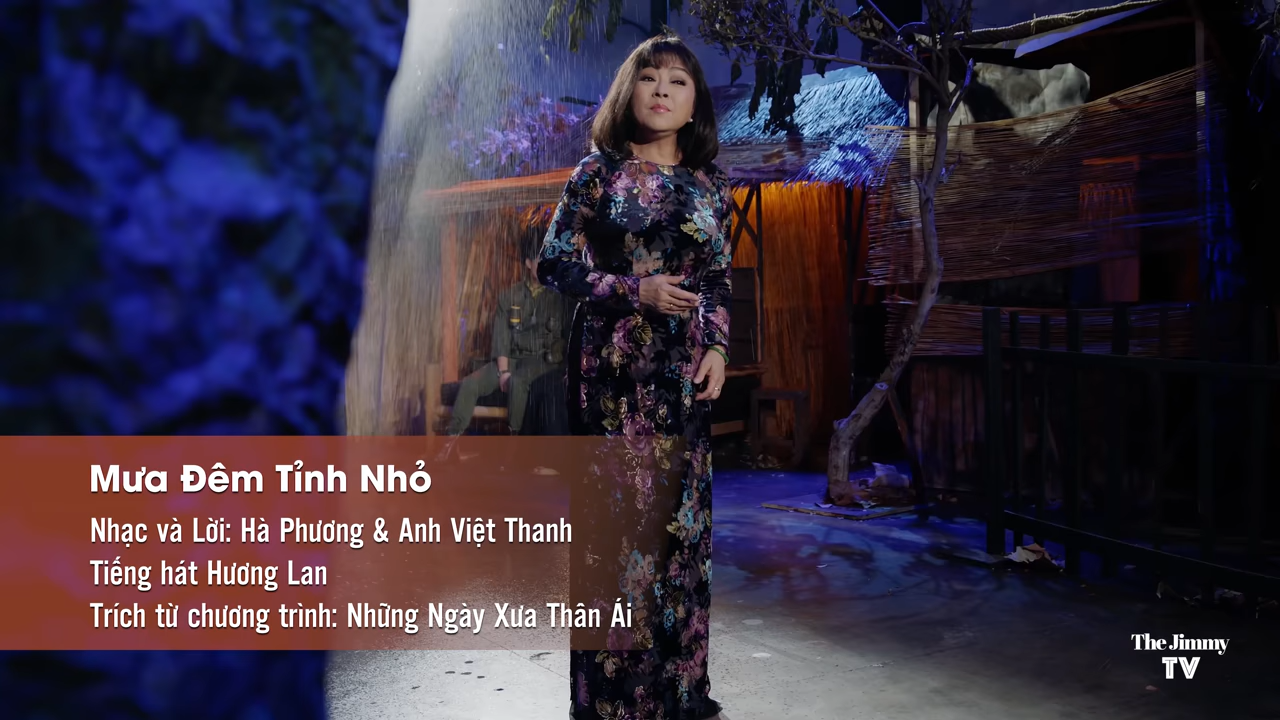 Mưa Đêm Tỉnh Nhỏ
Nhạc và Lời: Hà Phương & Anh Việt Thanh
Tiếng hát Hương Lan
Trích từ chương trình: Những Ngày Xưa Thân Ái
The Jimmy
TV